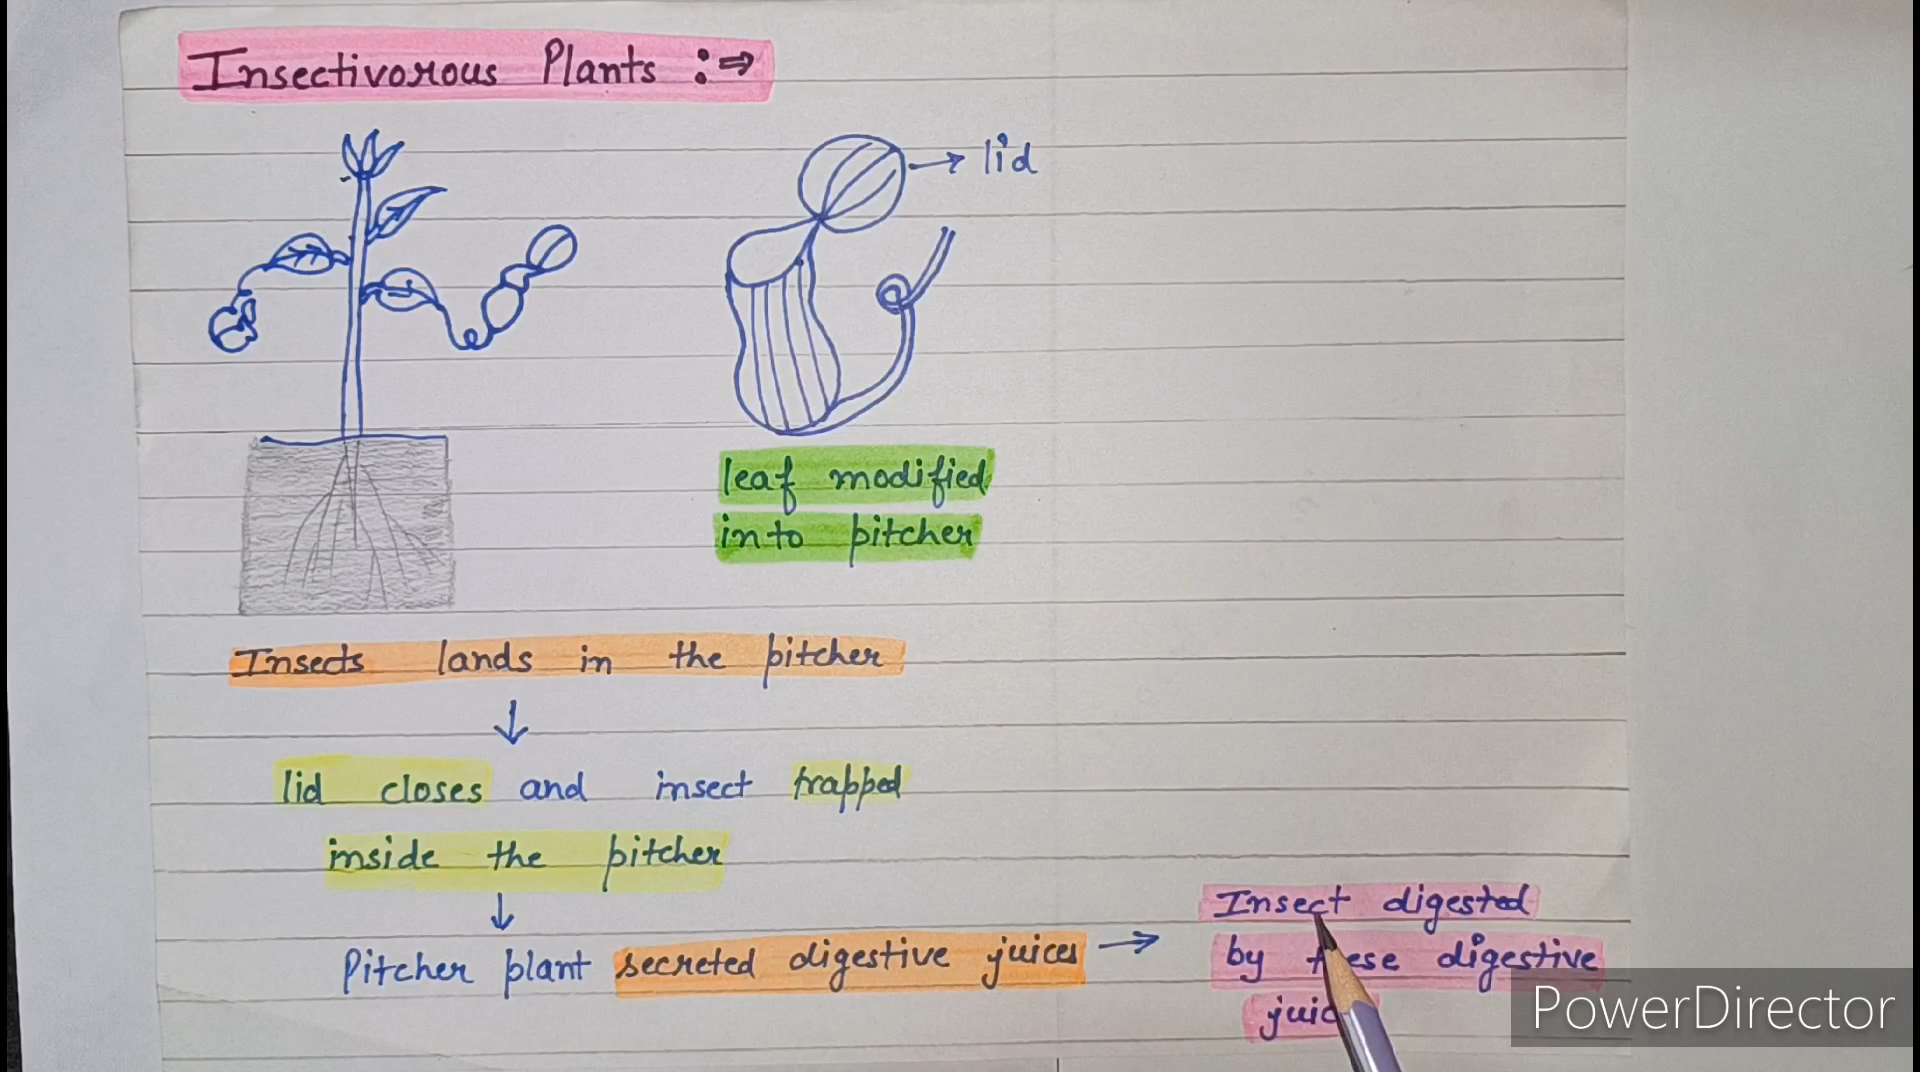 Insectivorous Plants :⇒
→ lid
leaf modified
into pitcher
Insects lands in the pitcher
↓
lid closes and insect trapped
inside the pitcher
↓
Pitcher plant secreted digestive juices →
Insect digested
by these digestive
PowerDirector